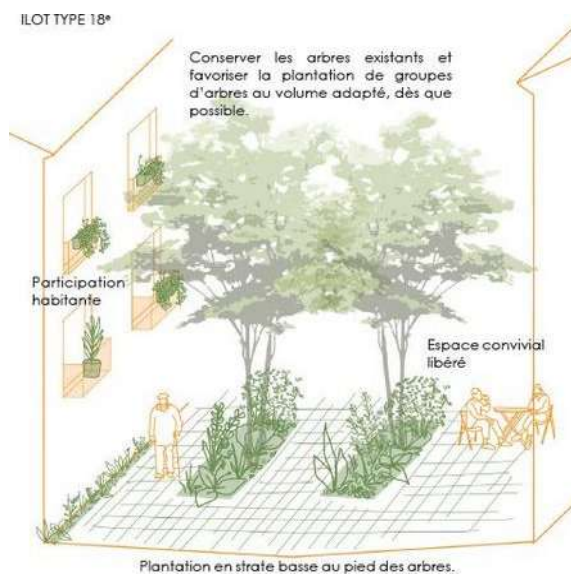 ILOT TYPE 18ᵉ
Conserver les arbres existants et
favoriser la plantation de groupes
d'arbres au volume adapté, dès que
possible.
Participation
habitante
Espace convivial
libéré
Plantation en strate basse au pied des arbres.